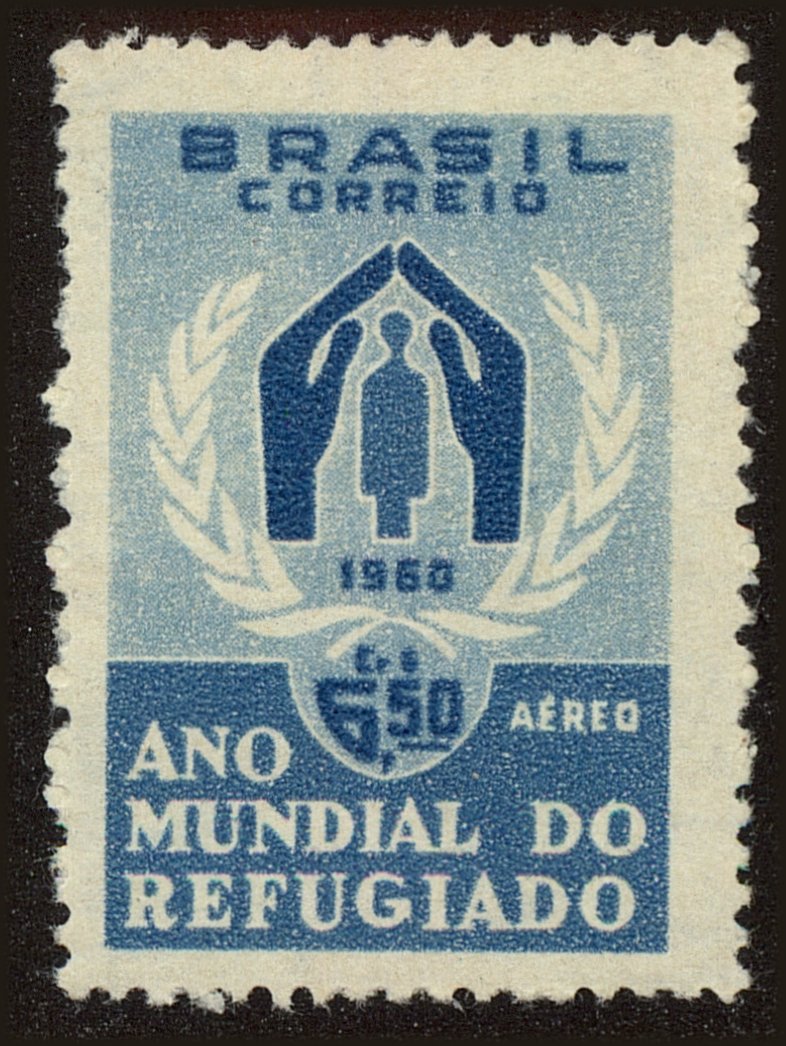 BRASIL
CORREIO
1960
Cr $
6,50
AÉREO
ANO
MUNDIAL DO
REFUGIADO